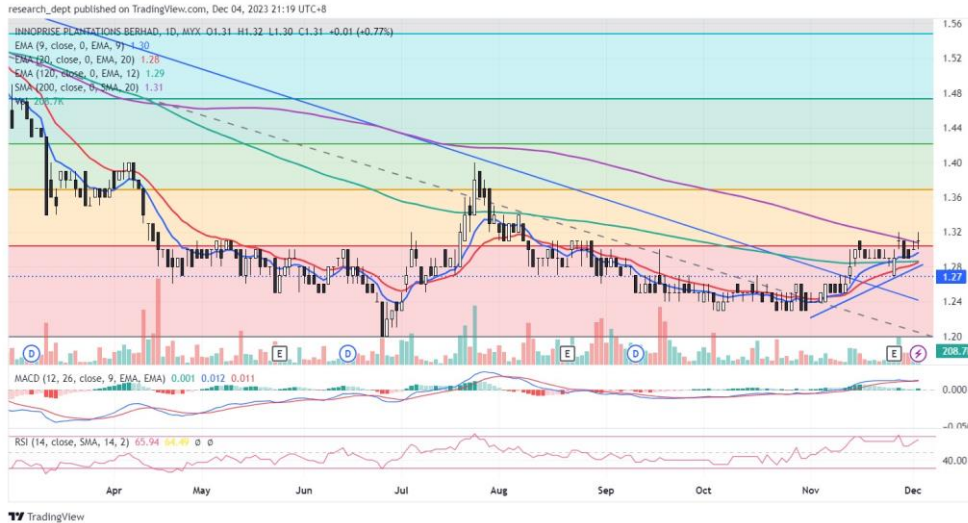 research_dept published on TradingView.com, Dec 04, 2023 21:19 UTC+8
INNOPRISE PLANTATIONS BERHAD, 1D, MYX O1.31 H1.32 L1.30 C1.31 +0.01 (+0.77%)
EMA (9, close, 0, EMA, 9) 1.30
EMA (20, close, 0, EMA, 20) 1.28
EMA (120, close, 0, EMA, 12) 1.29
SMA (200, close, 0, SMA, 20) 1.31
Vol 208.7K
1.56
1.52
1.48
1.44
1.40
1.36
1.32
1.28
1.27
1.24
1.20
D
E
D
E
D
E
208.7
MACD (12, 26, close, 9, EMA, EMA) 0.001 0.012 0.011
0.000
RSI (14, close, SMA, 14, 2) 65.94 64.49 ø ø
40.00
Apr May Jun Jul Aug Sep Oct Nov Dec
TradingView